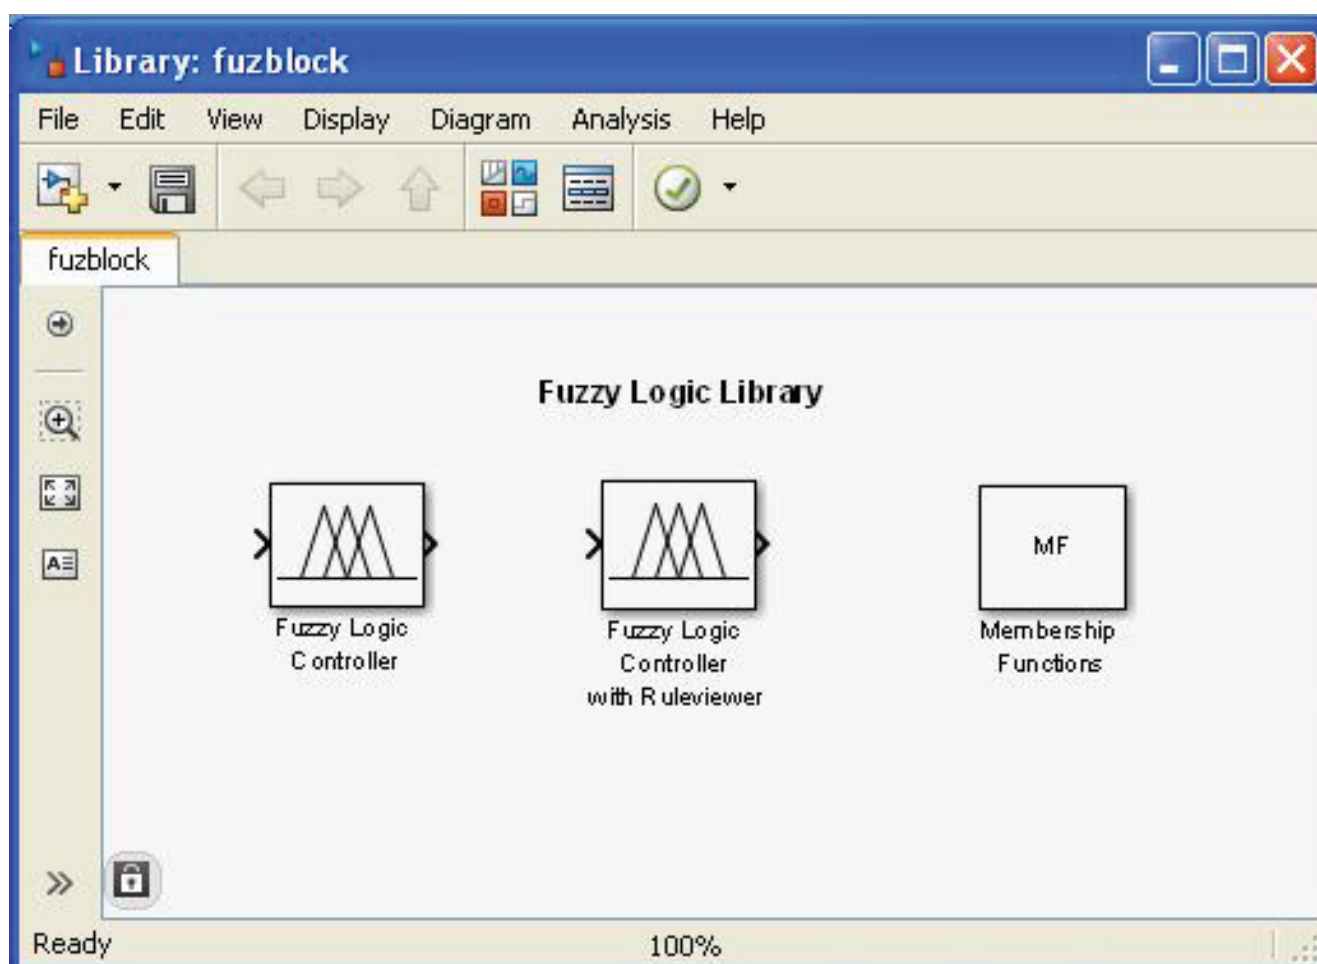 Library: fuzblock
File Edit View Display Diagram Analysis Help
fuzblock
Fuzzy Logic Library
MF
Fuzzy Logic
Controller
Fuzzy Logic
Controller
with Ruleviewer
Membership
Functions
Ready 100%